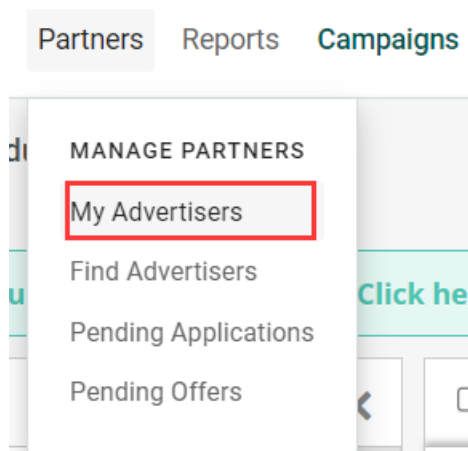 Partners Reports Campaigns
MANAGE PARTNERS
My Advertisers
Find Advertisers
Click he
Pending Applications
Pending Offers